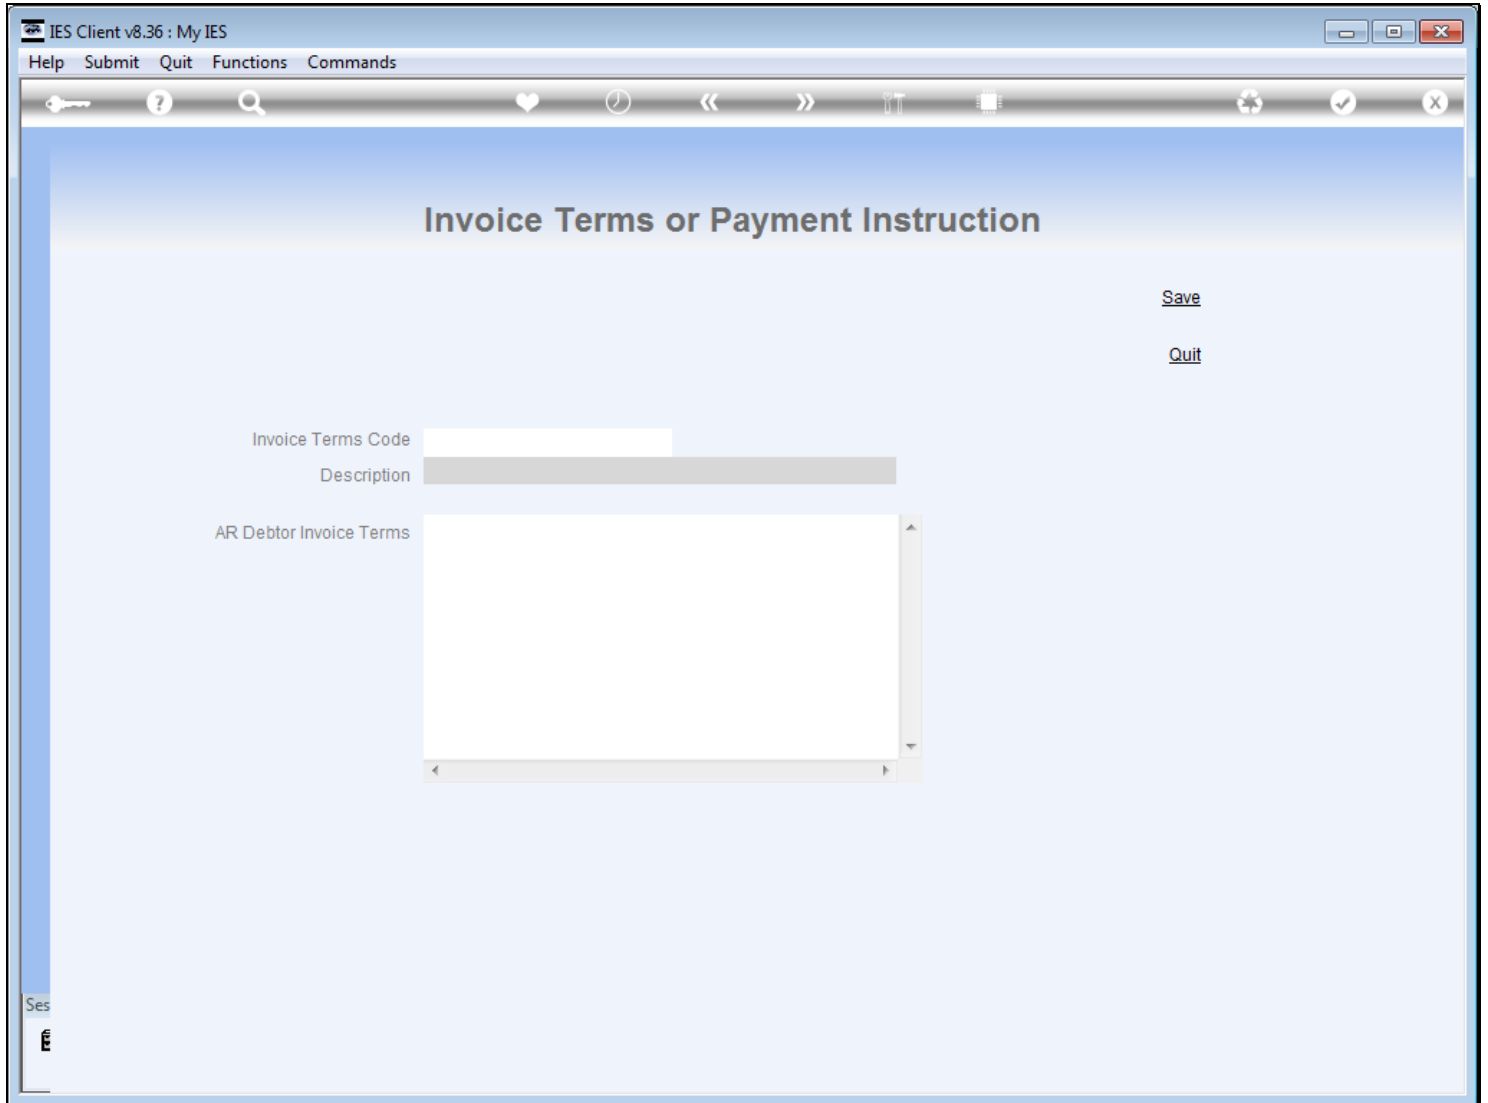 IES Client v8.36 : My IES
Help Submit Quit Functions Commands
Invoice Terms or Payment Instruction
Save
Quit
Invoice Terms Code
Description
AR Debtor Invoice Terms
Ses